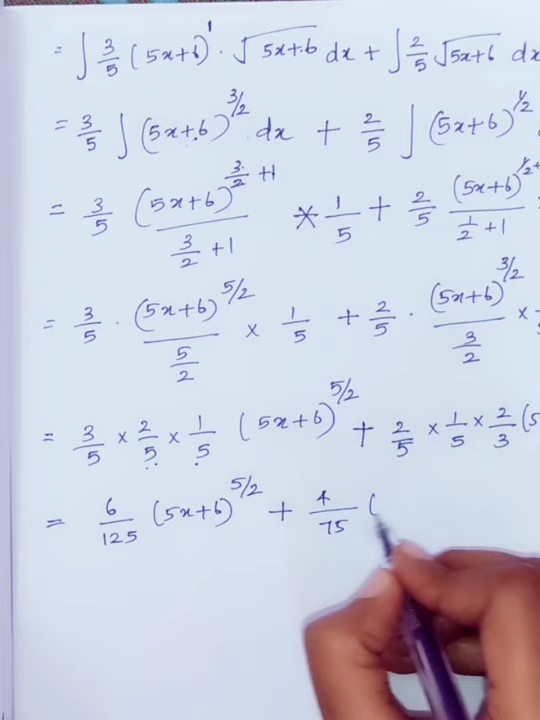 = ∫ 3/5 (5x+6)^1 · √5x+6 dx + ∫ 2/5 √5x+6 dx
= 3/5 ∫ (5x+6)^3/2 dx + 2/5 ∫ (5x+6)^1/2
= 3/5 (5x+6)^3/2 +1 / 3/2 +1 * 1/5 + 2/5 (5x+6)^1/2+ / 1/2 +1
= 3/5 · (5x+6)^5/2 / 5/2 × 1/5 + 2/5 · (5x+6)^3/2 / 3/2 ×
= 3/5 × 2/5 × 1/5 (5x+6)^5/2 + 2/5 × 1/5 × 2/3 (5
= 6/125 (5x+6)^5/2 + 4/75 (